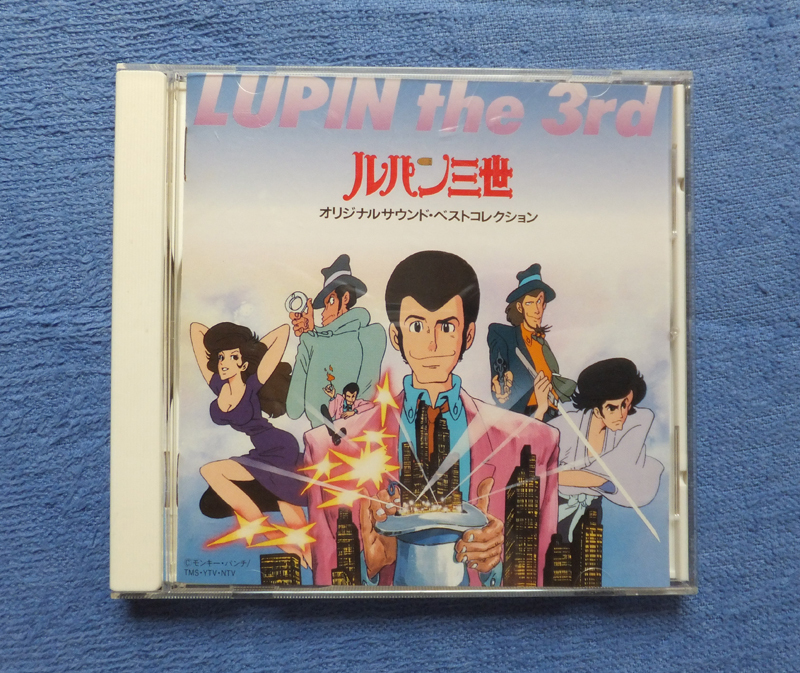 LUPIN the 3rd
ルパン三世
オリジナルサウンド・ベストコレクション
©モンキー・パンチ/
TMS・YTV・NTV